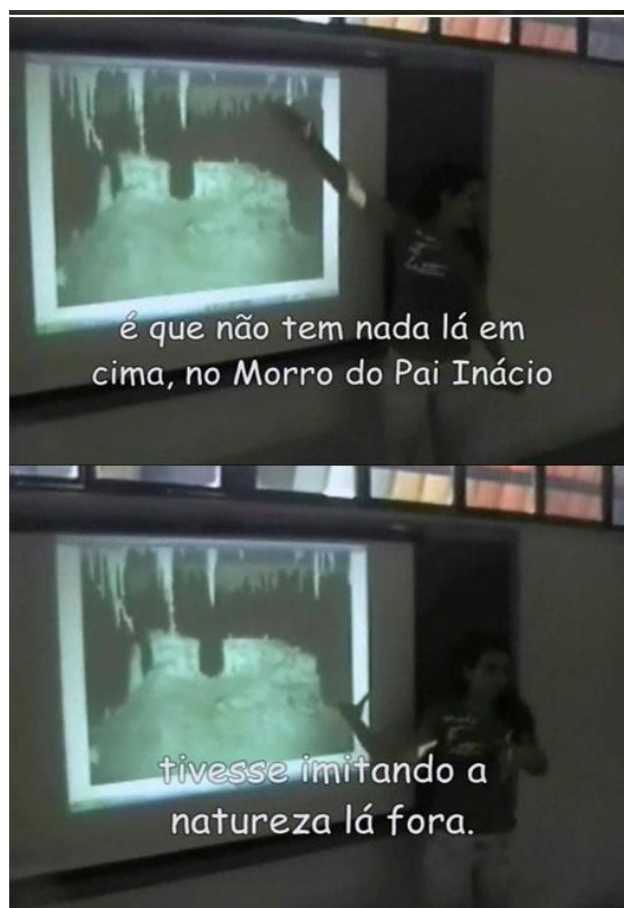 é que não tem nada lá em
cima, no Morro do Pai Inácio
tivesse imitando a
natureza lá fora.